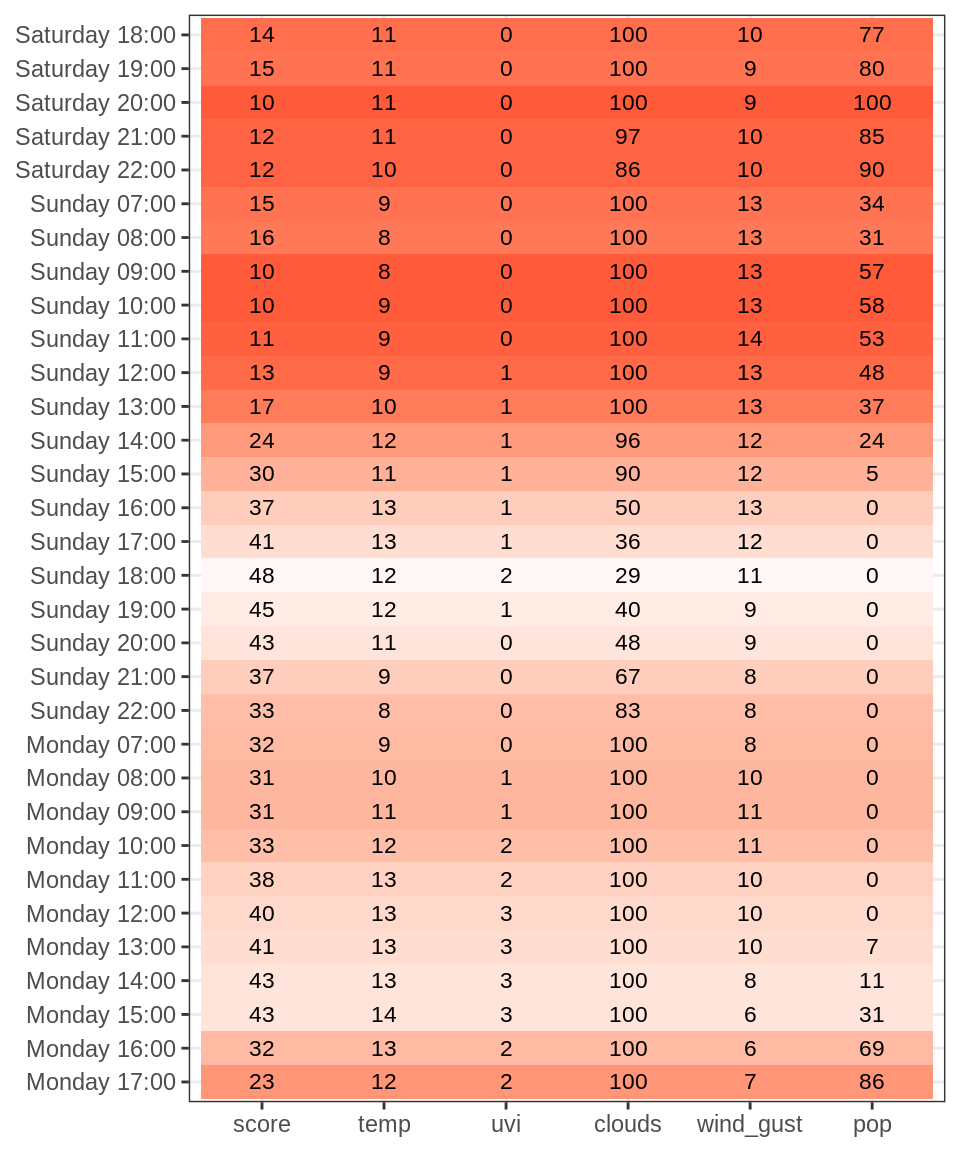 Saturday 18:00 14 11 0 100 10 77
Saturday 19:00 15 11 0 100 9 80
Saturday 20:00 10 11 0 100 9 100
Saturday 21:00 12 11 0 97 10 85
Saturday 22:00 12 10 0 86 10 90
Sunday 07:00 15 9 0 100 13 34
Sunday 08:00 16 8 0 100 13 31
Sunday 09:00 10 8 0 100 13 57
Sunday 10:00 10 9 0 100 13 58
Sunday 11:00 11 9 0 100 14 53
Sunday 12:00 13 9 1 100 13 48
Sunday 13:00 17 10 1 100 13 37
Sunday 14:00 24 12 1 96 12 24
Sunday 15:00 30 11 1 90 12 5
Sunday 16:00 37 13 1 50 13 0
Sunday 17:00 41 13 1 36 12 0
Sunday 18:00 48 12 2 29 11 0
Sunday 19:00 45 12 1 40 9 0
Sunday 20:00 43 11 0 48 9 0
Sunday 21:00 37 9 0 67 8 0
Sunday 22:00 33 8 0 83 8 0
Monday 07:00 32 9 0 100 8 0
Monday 08:00 31 10 1 100 10 0
Monday 09:00 31 11 1 100 11 0
Monday 10:00 33 12 2 100 11 0
Monday 11:00 38 13 2 100 10 0
Monday 12:00 40 13 3 100 10 0
Monday 13:00 41 13 3 100 10 7
Monday 14:00 43 13 3 100 8 11
Monday 15:00 43 14 3 100 6 31
Monday 16:00 32 13 2 100 6 69
Monday 17:00 23 12 2 100 7 86
score temp uvi clouds wind_gust pop